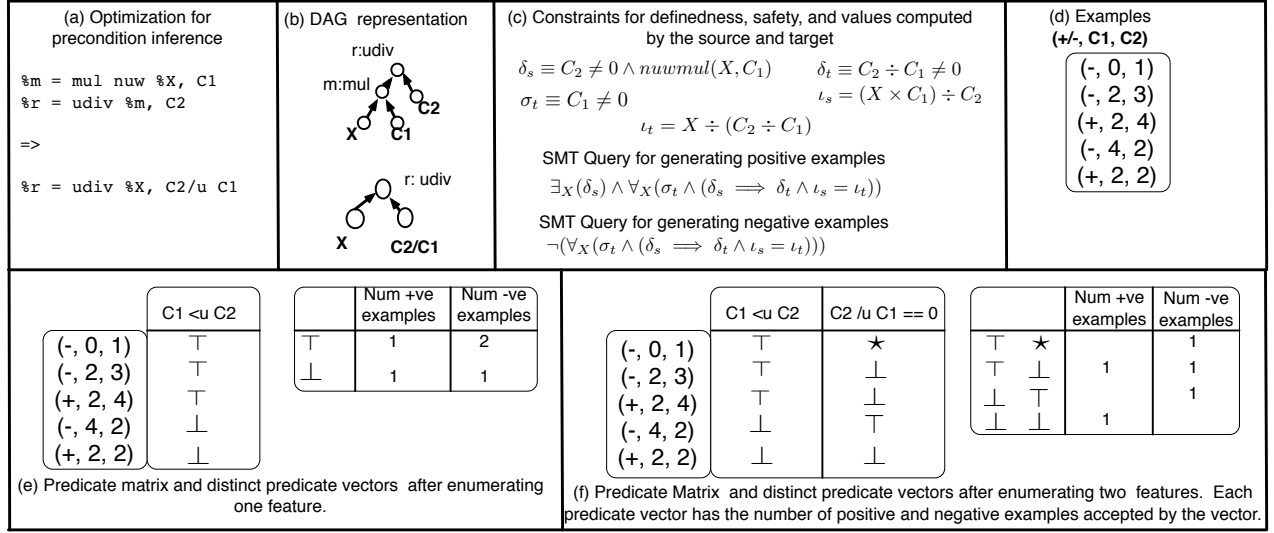 (a) Optimization for
precondition inference
%m = mul nuw %X, C1
%r = udiv %m, C2
=>
%r = udiv %X, C2/u C1
(b) DAG representation
r:udiv
m:mul
C2
X C1
r: udiv
X C2/C1
(c) Constraints for definedness, safety, and values computed
by the source and target
δs ≡ C2 ≠ 0 ∧ nuwmul(X, C1) δt ≡ C2 ÷ C1 ≠ 0
σt ≡ C1 ≠ 0 ιs = (X × C1) ÷ C2
ιt = X ÷ (C2 ÷ C1)
SMT Query for generating positive examples
∃X(δs) ∧ ∀X(σt ∧ (δs ⟹ δt ∧ ιs = ιt))
SMT Query for generating negative examples
¬(∀X(σt ∧ (δs ⟹ δt ∧ ιs = ιt)))
(d) Examples
(+/-, C1, C2)
(-, 0, 1)
(-, 2, 3)
(+, 2, 4)
(-, 4, 2)
(+, 2, 2)
C1 <u C2
(-, 0, 1) ⊤
(-, 2, 3) ⊤
(+, 2, 4) ⊤
(-, 4, 2) ⊥
(+, 2, 2) ⊥
Num +ve Num -ve
examples examples
⊤ 1 2
⊥ 1 1
(e) Predicate matrix and distinct predicate vectors after enumerating
one feature.
C1 <u C2 C2 /u C1 == 0
(-, 0, 1) ⊤ ⋆
(-, 2, 3) ⊤ ⊥
(+, 2, 4) ⊤ ⊥
(-, 4, 2) ⊥ ⊤
(+, 2, 2) ⊥ ⊥
Num +ve Num -ve
examples examples
⊤ ⋆ 1
⊤ ⊥ 1 1
⊥ ⊤ 1
⊥ ⊥ 1
(f) Predicate Matrix and distinct predicate vectors after enumerating two features. Each
predicate vector has the number of positive and negative examples accepted by the vector.